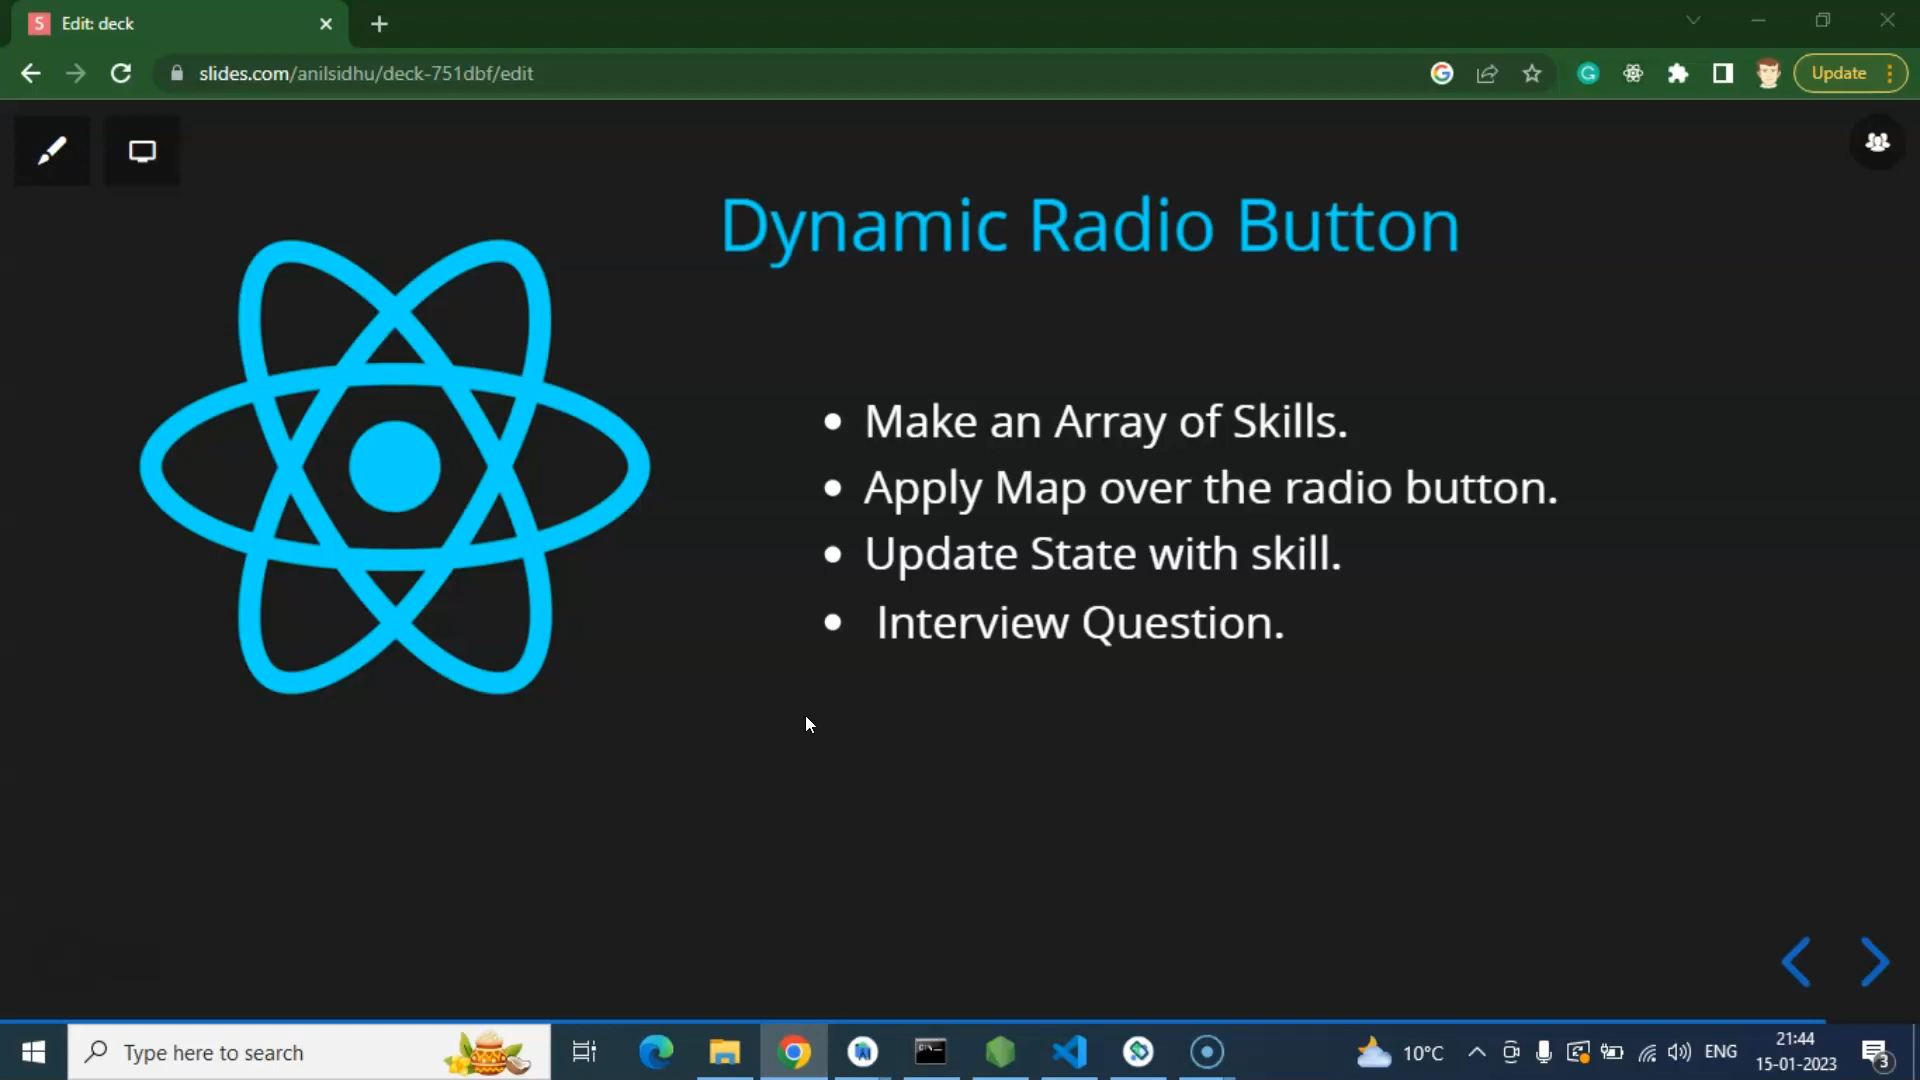 S Edit: deck
slides.com/anilsidhu/deck-751dbf/edit
G
Update
Dynamic Radio Button
• Make an Array of Skills.
• Apply Map over the radio button.
• Update State with skill.
• Interview Question.
Type here to search
10°C
ENG
21:44
15-01-2023
3